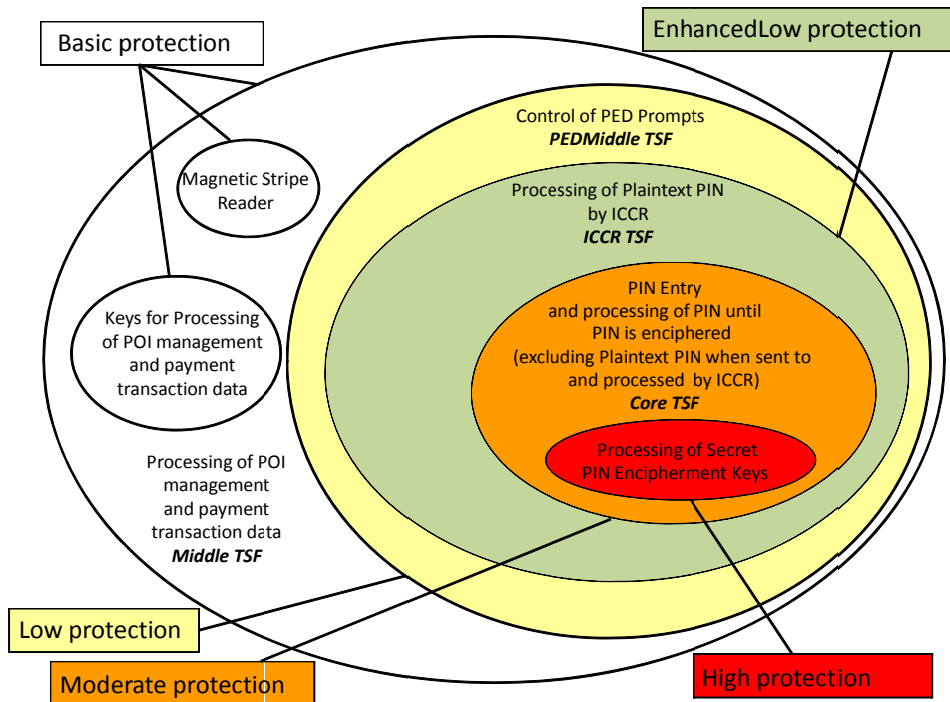 Basic protection
EnhancedLow protection
Control of PED Prompts
PEDMiddle TSF
Magnetic Stripe
Reader
Processing of Plaintext PIN
by ICCR
ICCR TSF
PIN Entry
and processing of PIN until
PIN is enciphered
(excluding Plaintext PIN when sent to
and processed by ICCR)
Core TSF
Keys for Processing
of POI management
and payment
transaction data
Processing of Secret
PIN Encipherment Keys
Processing of POI
management
and payment
transaction data
Middle TSF
Low protection
Moderate protection
High protection